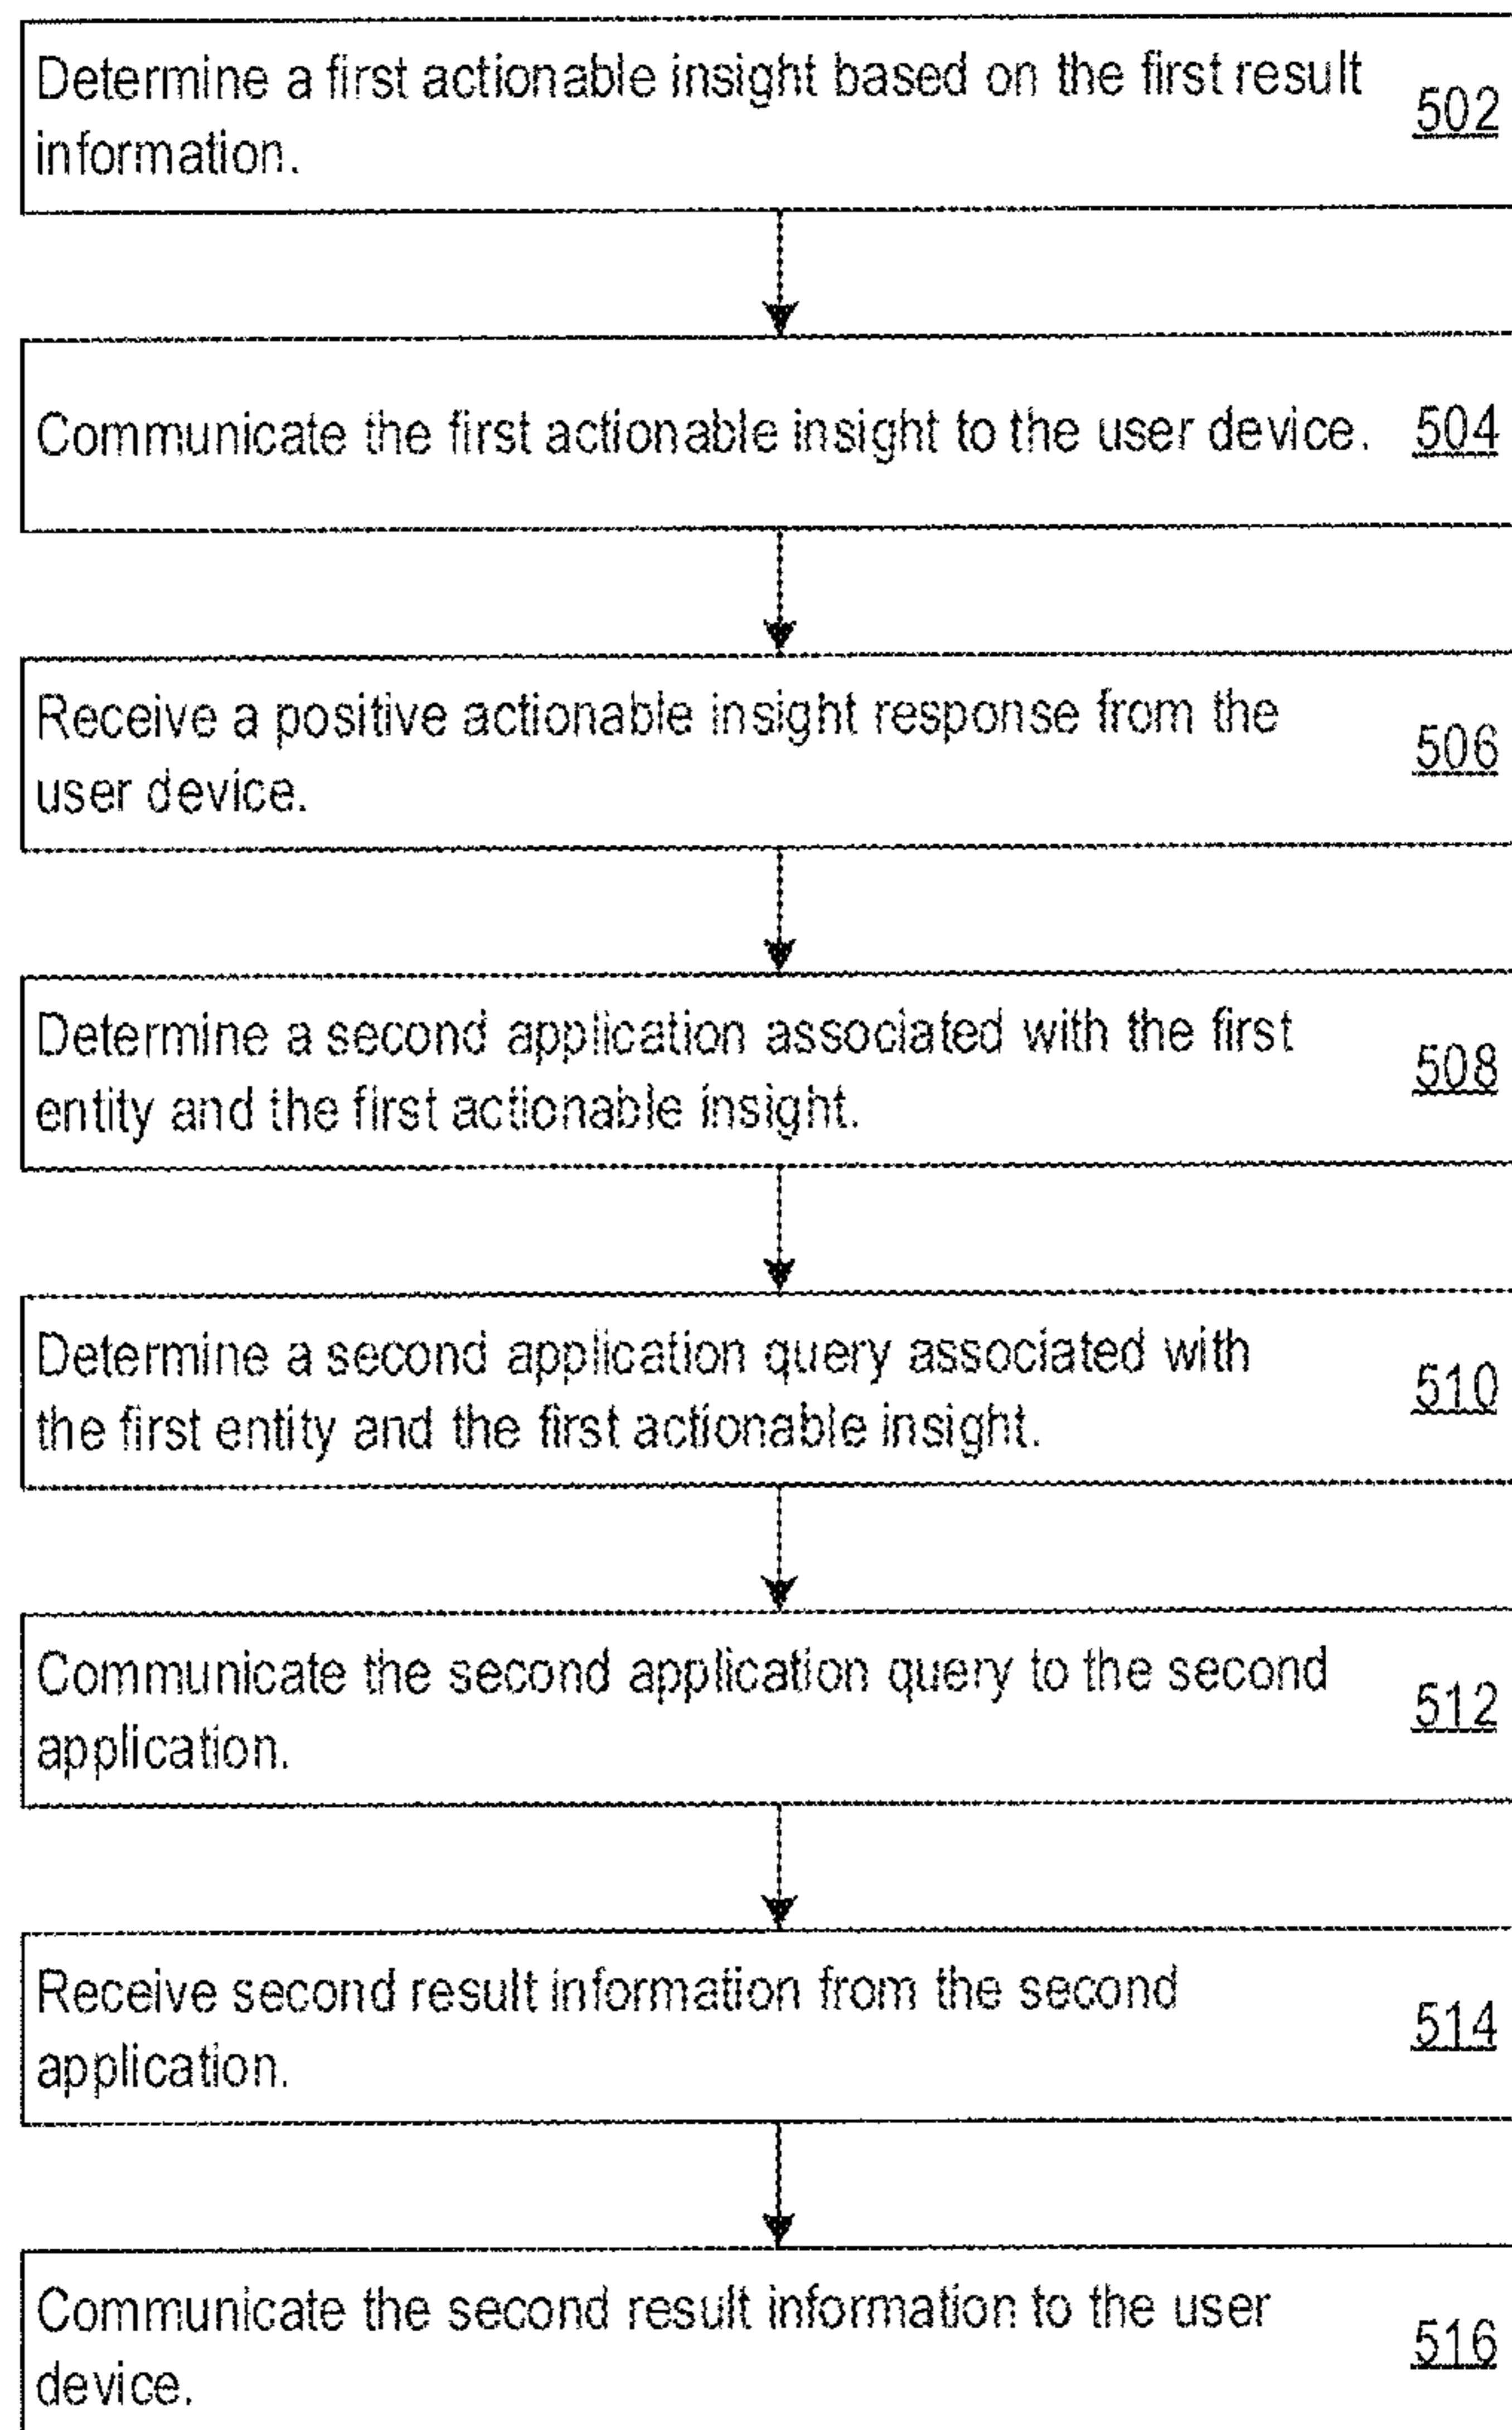 Determine a first actionable insight based on the first result
information.
502
Communicate the first actionable insight to the user device.
504
Receive a positive actionable insight response from the
user device.
506
Determine a second application associated with the first
entity and the first actionable insight.
508
Determine a second application query associated with
the first entity and the first actionable insight.
510
Communicate the second application query to the second
application.
512
Receive second result information from the second
application.
514
Communicate the second result information to the user
device.
516